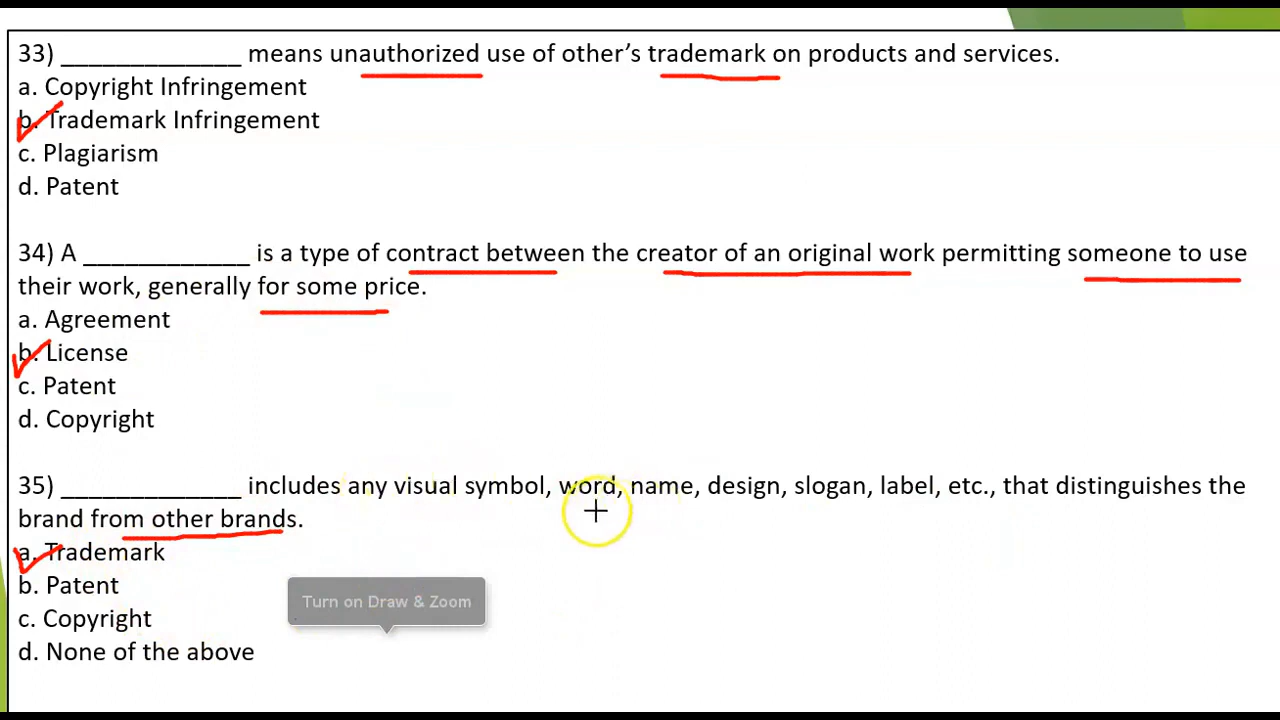 33) _____________ means unauthorized use of other’s trademark on products and services.
a. Copyright Infringement
b. Trademark Infringement
c. Plagiarism
d. Patent
34) A ____________ is a type of contract between the creator of an original work permitting someone to use
their work, generally for some price.
a. Agreement
b. License
c. Patent
d. Copyright
35) _____________ includes any visual symbol, word, name, design, slogan, label, etc., that distinguishes the
brand from other brands.
a. Trademark
b. Patent
Turn on Draw & Zoom
c. Copyright
d. None of the above